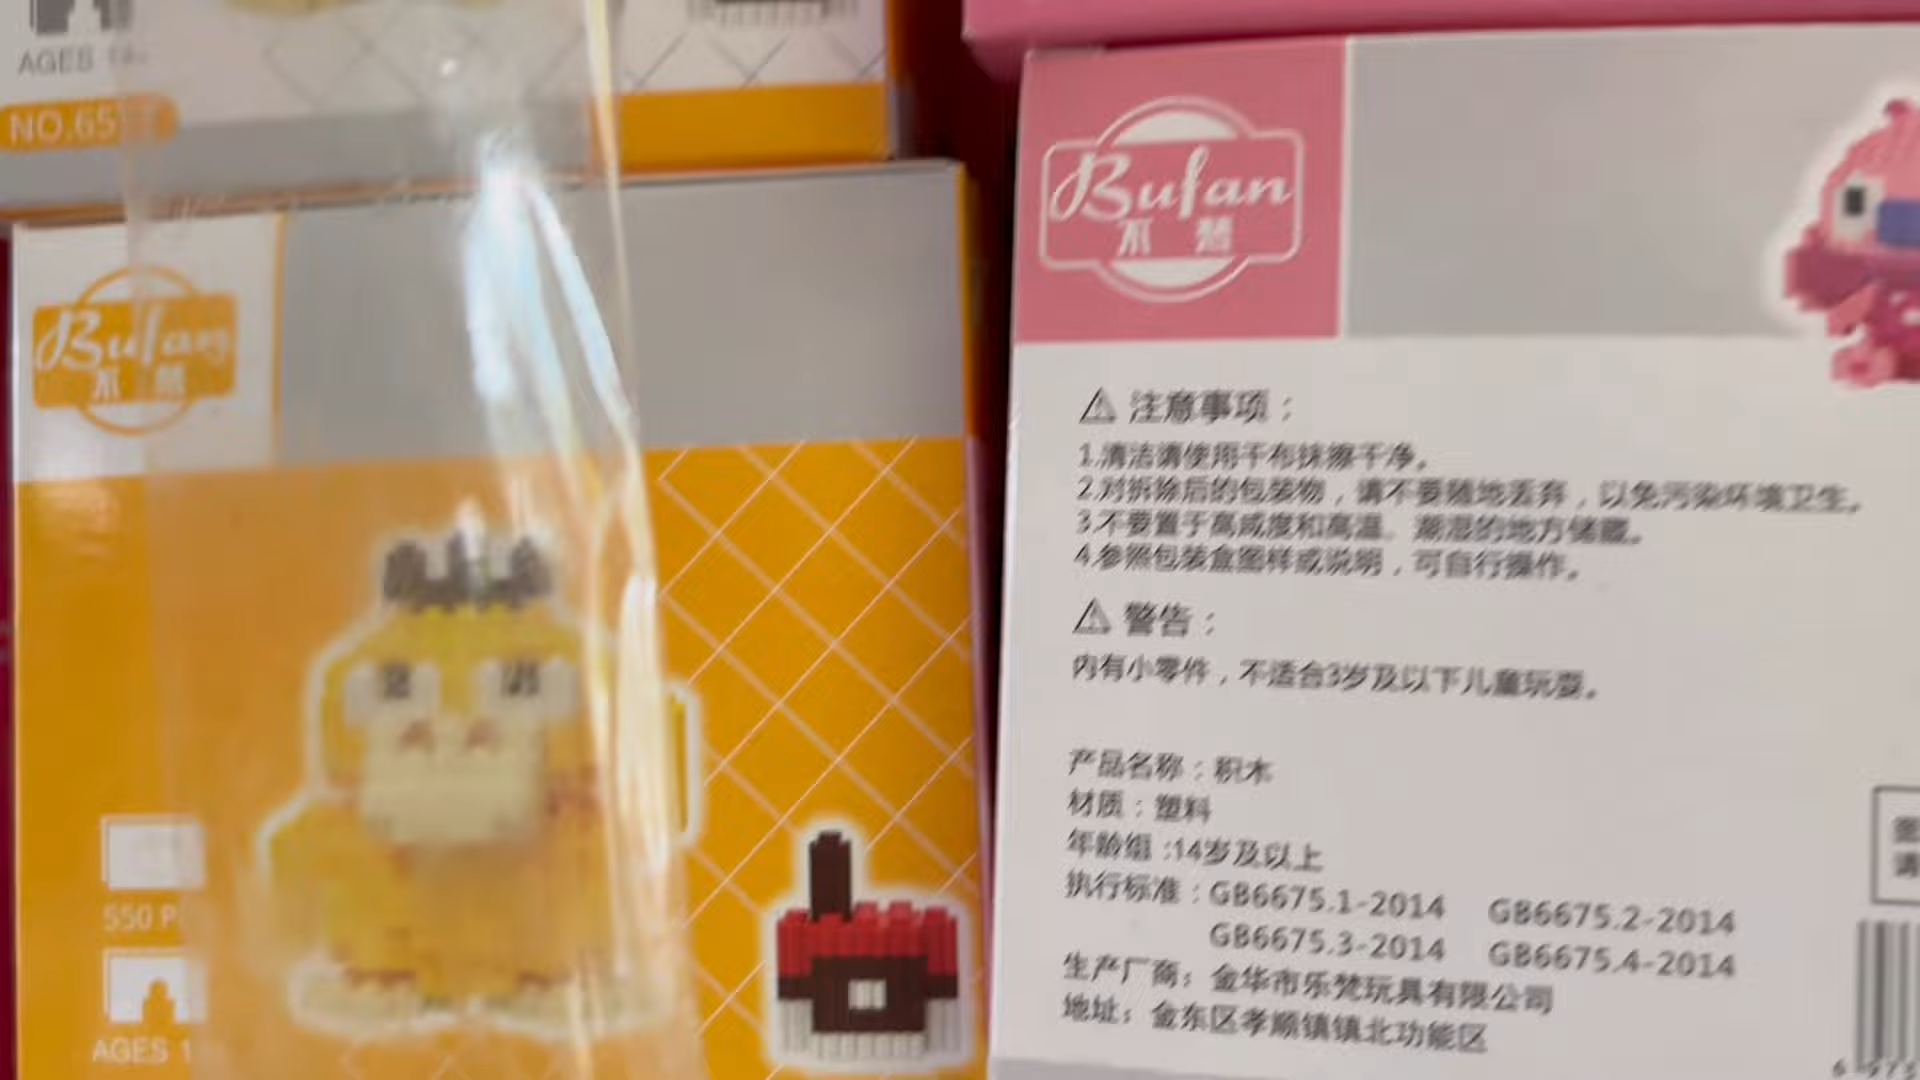 AGES 1
NO.65
Bufan
不梵
550 P
AGES 1
Bufan
不梵
⚠ 注意事项：
1.清洁请使用干布抹擦干净。
2.对拆除后的包装物，请不要随地丢弃，以免污染环境卫生。
3.不要置于高或度和高温、潮湿的地方储藏。
4.参照包装盒图样或说明，可自行操作。
⚠ 警告：
内有小零件，不适合3岁及以下儿童玩耍。
产品名称：积木
材质：塑料
年龄组:14岁及以上
执行标准：GB6675.1-2014 GB6675.2-2014
GB6675.3-2014 GB6675.4-2014
生产厂商：金华市乐梵玩具有限公司
地址：金东区孝顺镇镇北功能区
请
6 975